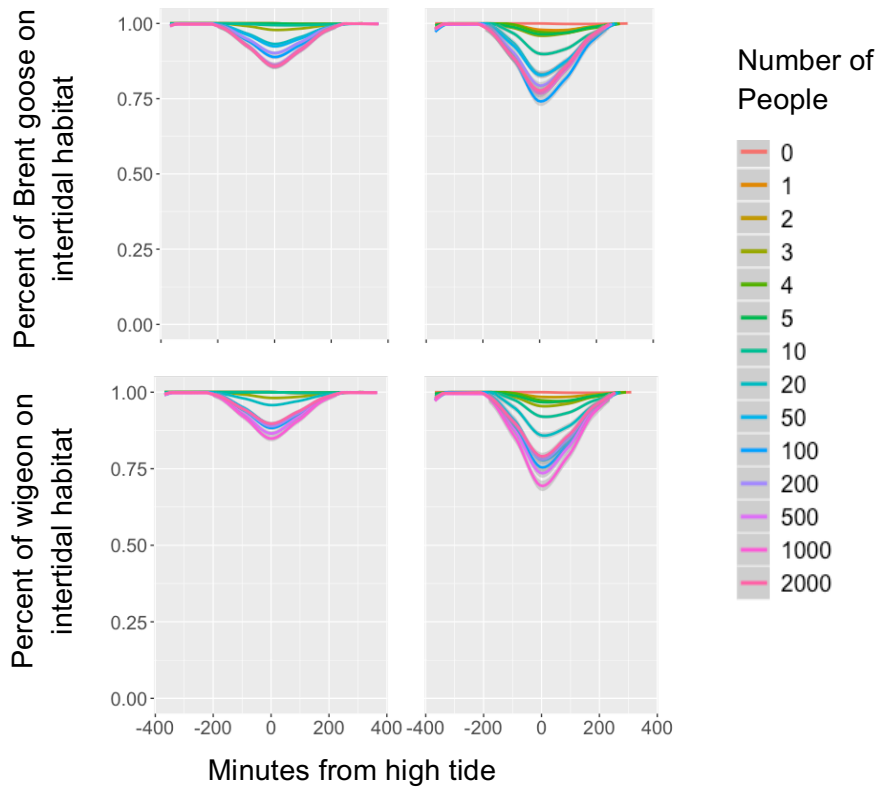 Percent of Brent goose on
intertidal habitat
1.00
0.75
0.50
0.25
0.00
Percent of wigeon on
intertidal habitat
1.00
0.75
0.50
0.25
0.00
-400 -200 0 200 400
-400 -200 0 200 400
Minutes from high tide
Number of
People
0
1
2
3
4
5
10
20
50
100
200
500
1000
2000